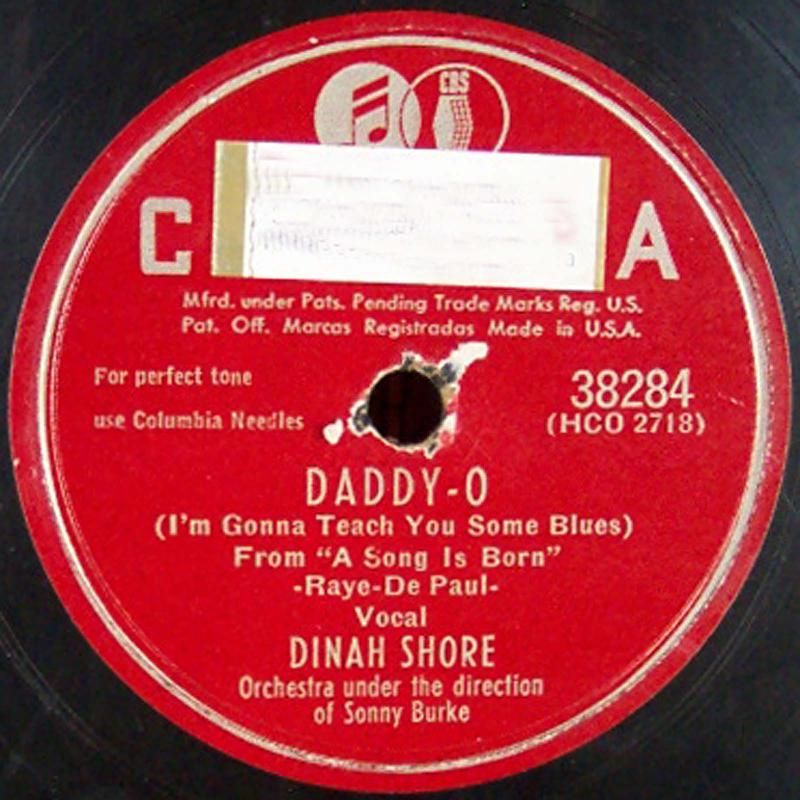 CBS
C A
Mfrd. under Pats. Pending Trade Marks Reg. U.S.
Pat. Off. Marcas Registradas Made in U.S.A.
For perfect tone
use Columbia Needles
38284
(HCO 2718)
DADDY-O
(I'm Gonna Teach You Some Blues)
From "A Song Is Born"
-Raye-De Paul-
Vocal
DINAH SHORE
Orchestra under the direction
of Sonny Burke